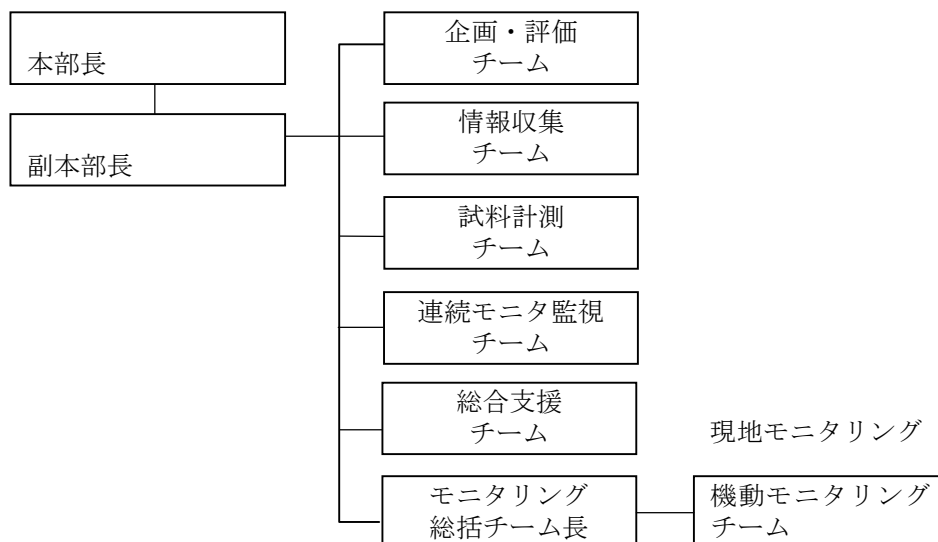 本部長
副本部長
企画・評価
チーム
情報収集
チーム
試料計測
チーム
連続モニタ監視
チーム
総合支援
チーム
モニタリング
総括チーム長
現地モニタリング
機動モニタリング
チーム